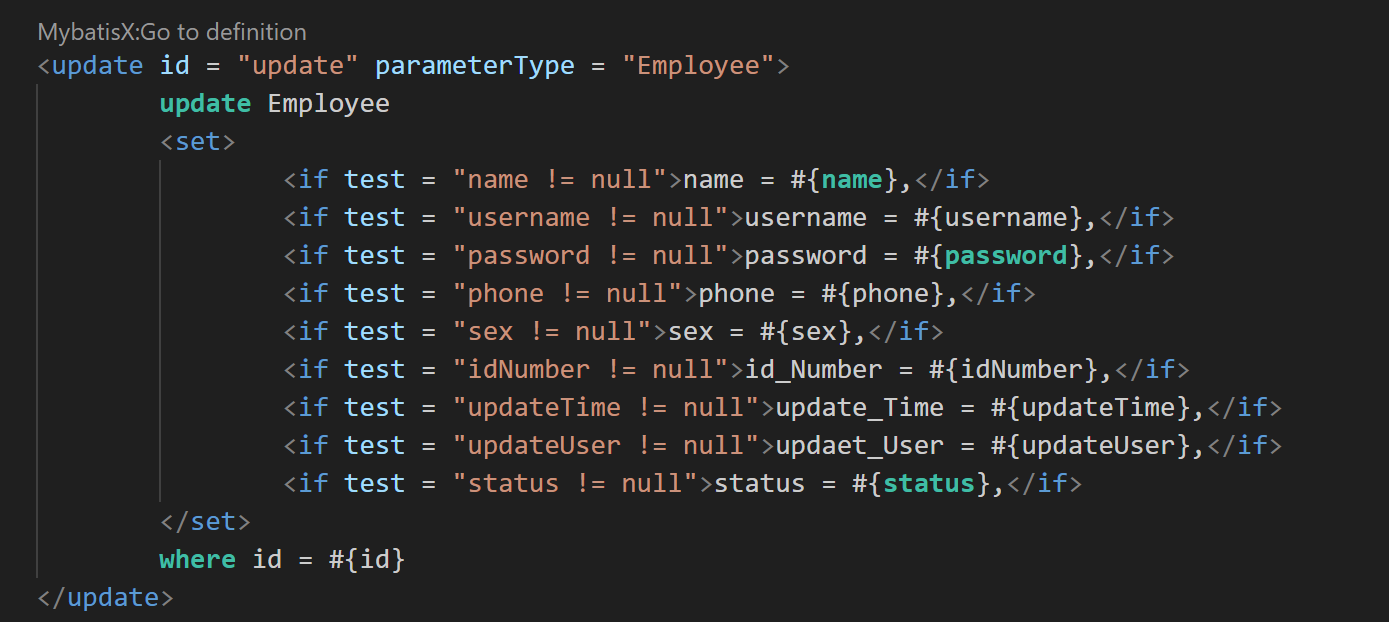 MybatisX:Go to definition
<update id = "update" parameterType = "Employee">
update Employee
<set>
<if test = "name != null">name = #{name},</if>
<if test = "username != null">username = #{username},</if>
<if test = "password != null">password = #{password},</if>
<if test = "phone != null">phone = #{phone},</if>
<if test = "sex != null">sex = #{sex},</if>
<if test = "idNumber != null">id_Number = #{idNumber},</if>
<if test = "updateTime != null">update_Time = #{updateTime},</if>
<if test = "updateUser != null">updaet_User = #{updateUser},</if>
<if test = "status != null">status = #{status},</if>
</set>
where id = #{id}
</update>